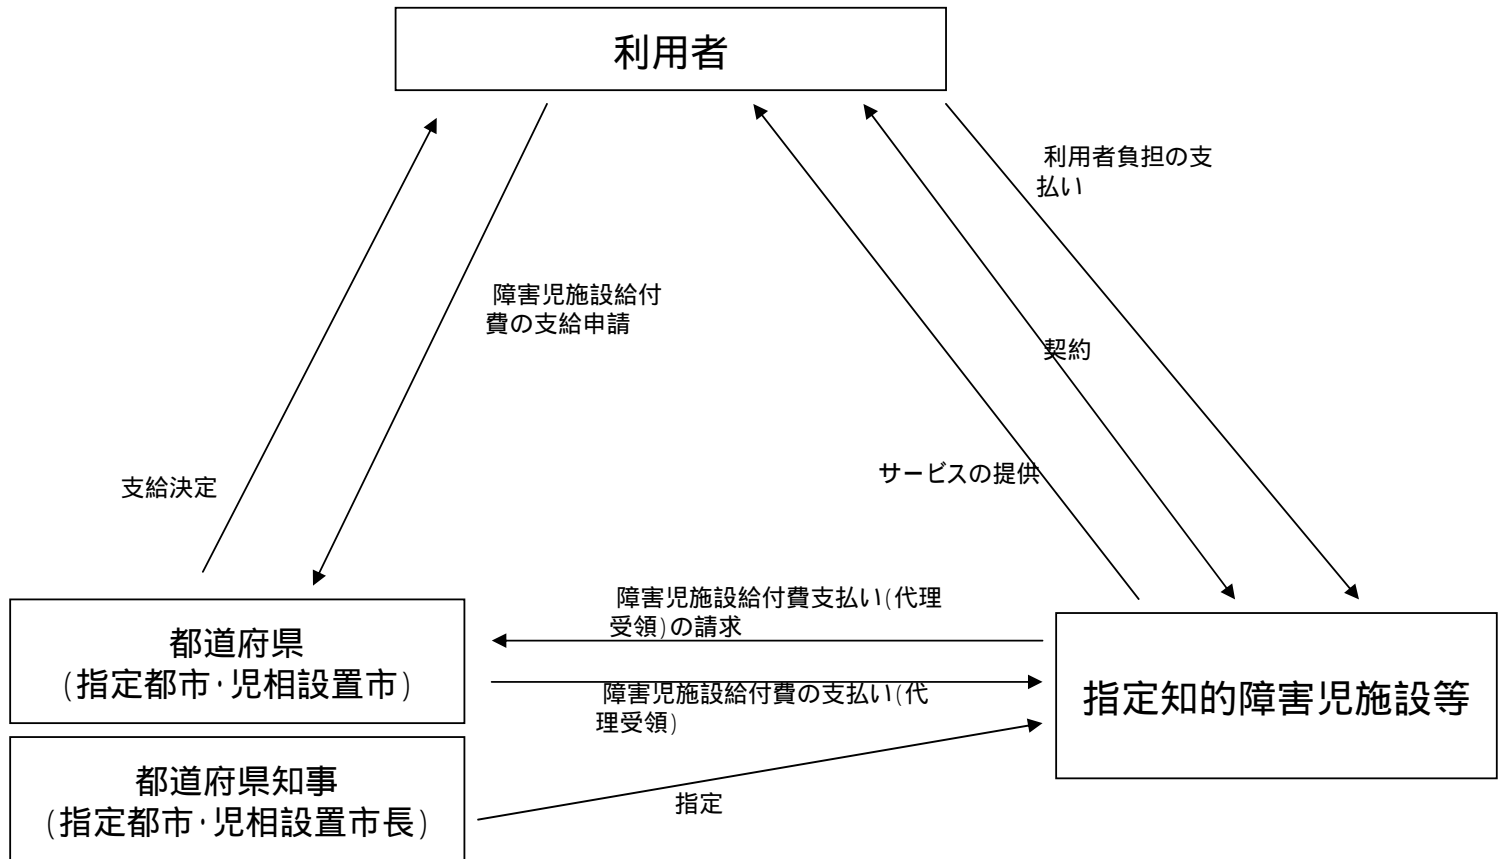 利用者
利用者負担の支
払い
障害児施設給付
費の支給申請
契約
サービスの提供
支給決定
障害児施設給付費支払い(代理
受領)の請求
都道府県
(指定都市・児相設置市)
障害児施設給付費の支払い(代
理受領)
指定知的障害児施設等
都道府県知事
(指定都市・児相設置市長)
指定